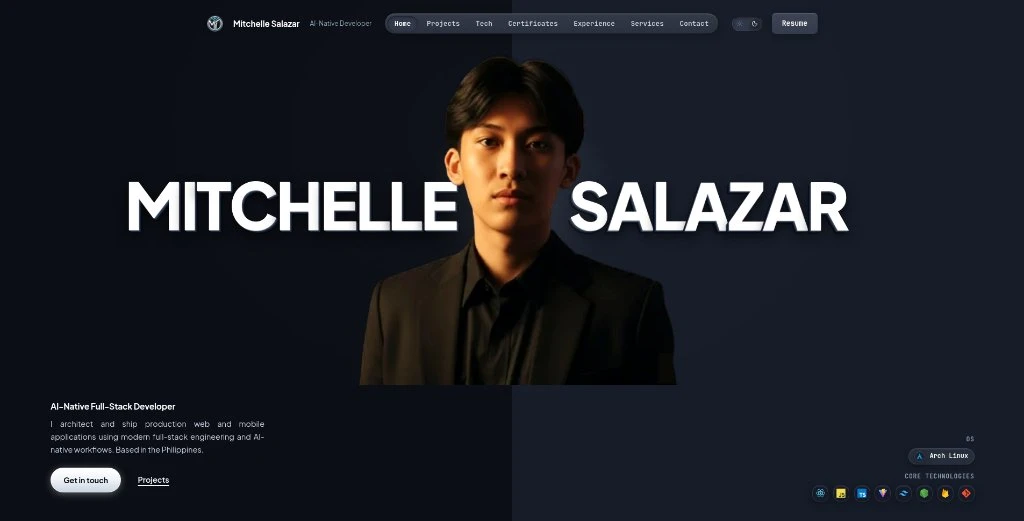 Mitchelle Salazar
AI-Native Developer
Home
Projects
Tech
Certificates
Experience
Services
Contact
Resume
MITCHELLE SALAZAR
AI-Native Full-Stack Developer
I architect and ship production web and mobile
applications using modern full-stack engineering and AI-
native workflows. Based in the Philippines.
Get in touch
Projects
OS
Arch Linux
CORE TECHNOLOGIES
JS
TS